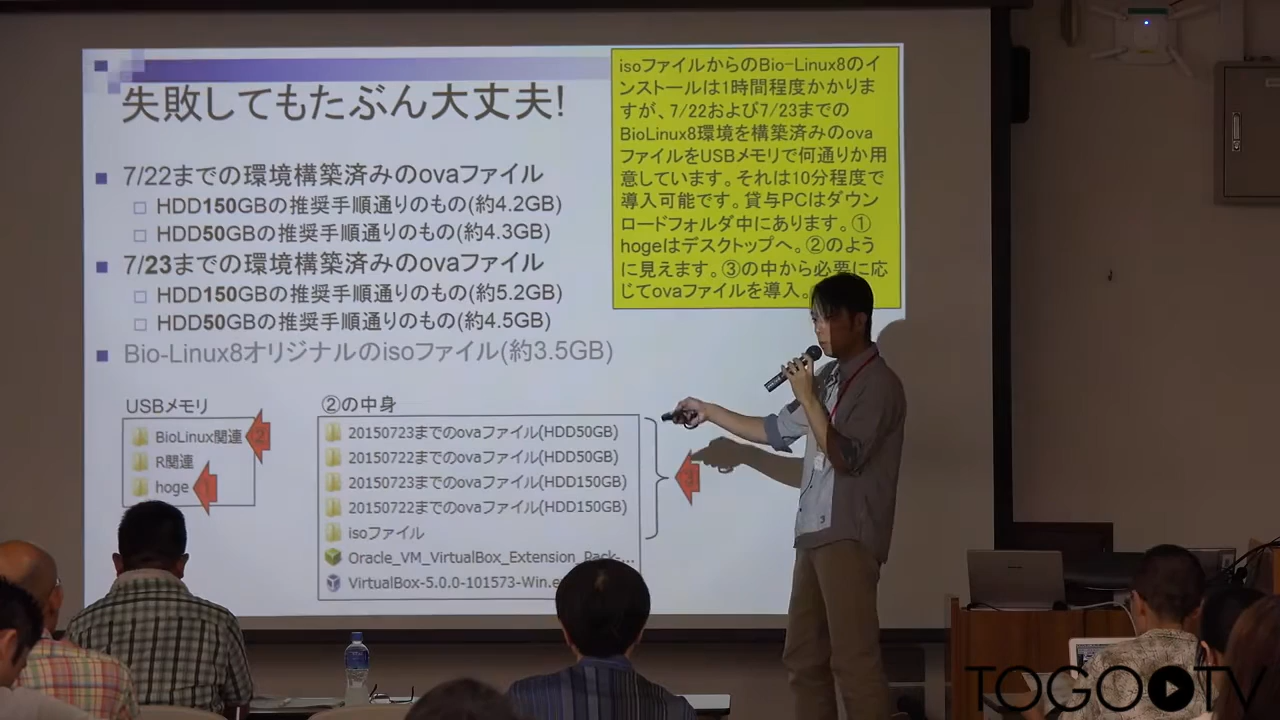 失敗してもたぶん大丈夫!
7/22までの環境構築済みのovaファイル
HDD150GBの推奨手順通りのもの(約4.2GB)
HDD50GBの推奨手順通りのもの(約4.3GB)
7/23までの環境構築済みのovaファイル
HDD150GBの推奨手順通りのもの(約5.2GB)
HDD50GBの推奨手順通りのもの(約4.5GB)
Bio-Linux8オリジナルのisoファイル(約3.5GB)
isoファイルからのBio-Linux8のイ
ンストールは1時間程度かかりま
すが、7/22および7/23までの
BioLinux8環境を構築済みのova
ファイルをUSBメモリで何通りか用
意しています。それは10分程度で
導入可能です。貸与PCはダウン
ロードフォルダ中にあります。①
hogeはデスクトップへ。②のよう
に見えます。③の中から必要に応
じてovaファイルを導入。
USBメモリ
BioLinux関連
2
R関連
hoge
1
②の中身
20150723までのovaファイル(HDD50GB)
20150722までのovaファイル(HDD50GB)
20150723までのovaファイル(HDD150GB)
20150722までのovaファイル(HDD150GB)
isoファイル
Oracle_VM_VirtualBox_Extension_Pack-...
VirtualBox-5.0.0-101573-Win.e
3
TOGOTV